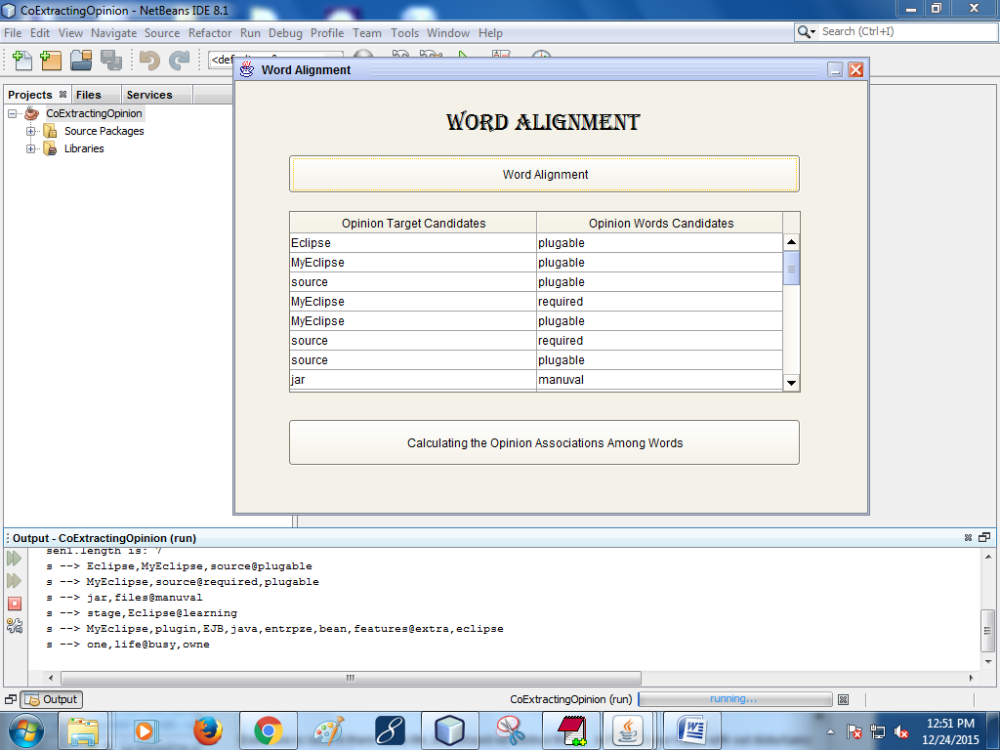 CoExtractingOpinion - NetBeans IDE 8.1
File Edit View Navigate Source Refactor Run Debug Profile Team Tools Window Help
Search (Ctrl+I)
Word Alignment
Projects Files Services
CoExtractingOpinion
Source Packages
Libraries
WORD ALIGNMENT
Word Alignment
Opinion Target Candidates Opinion Words Candidates
Eclipse plugable
MyEclipse plugable
source plugable
MyEclipse required
MyEclipse plugable
source required
source plugable
jar manuval
Calculating the Opinion Associations Among Words
Output - CoExtractingOpinion (run)
sen1.length is: 7
s --> Eclipse,MyEclipse,source@plugable
s --> MyEclipse,source@required,plugable
s --> jar,files@manuval
s --> stage,Eclipse@learning
s --> MyEclipse,plugin,EJB,java,entrpze,bean,features@extra,eclipse
s --> one,life@busy,owne
Output
CoExtractingOpinion (run) running...
12:51 PM
12/24/2015